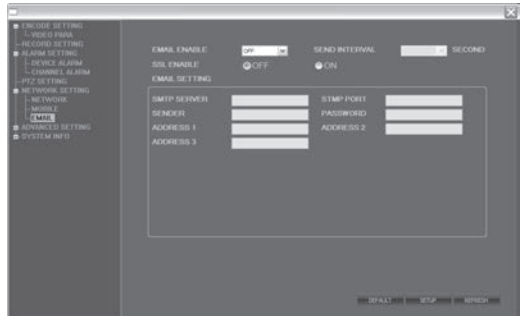 ENCODE SETTING
VIDEO PARA
RECORD SETTING
ALARM SETTING
DEVICE ALARM
CHANNEL ALARM
PTZ SETTING
NETWORK SETTING
NETWORK
MOBILE
EMAIL
ADVANCED SETTING
SYSTEM INFO
EMAIL ENABLE OFF SEND INTERVAL SECOND
SSL ENABLE OFF ON
EMAIL SETTING
SMTP SERVER STMP PORT
SENDER PASSWORD
ADDRESS 1 ADDRESS 2
ADDRESS 3
DEFAULT SETUP REFRESH